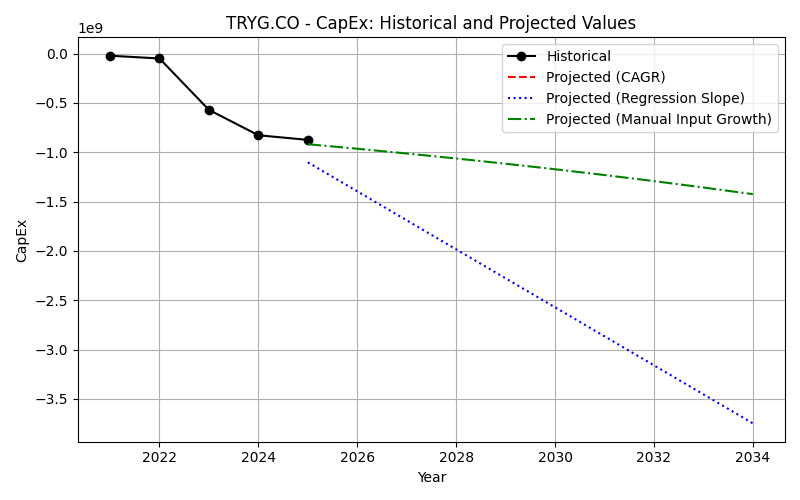 TRYG.CO - CapEx: Historical and Projected Values
1e9
0.0
−0.5
−1.0
−1.5
−2.0
−2.5
−3.0
−3.5
CapEx
Historical
Projected (CAGR)
Projected (Regression Slope)
Projected (Manual Input Growth)
2022 2024 2026 2028 2030 2032 2034
Year